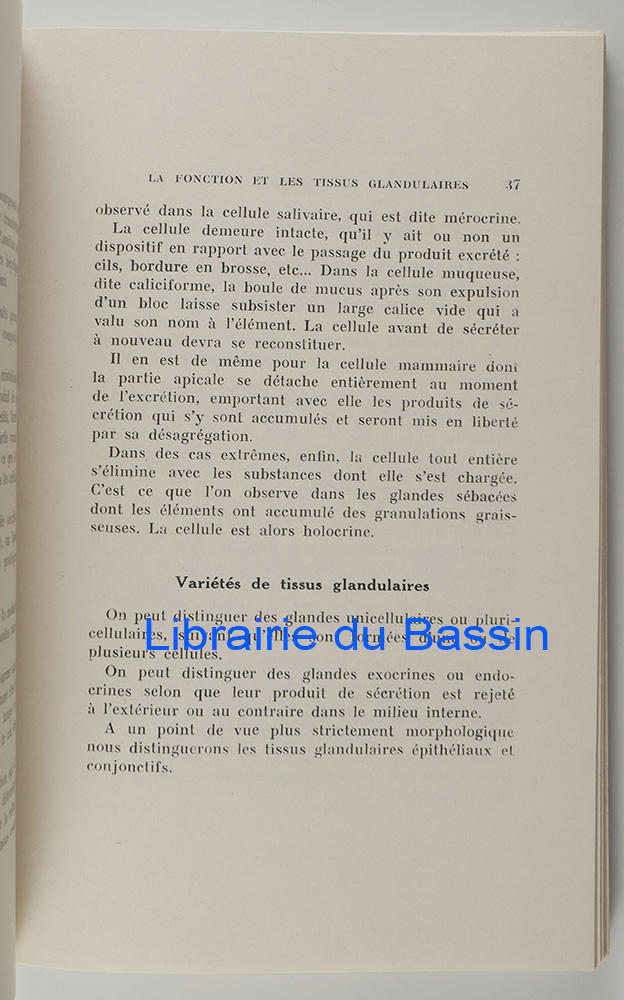 LA FONCTION ET LES TISSUS GLANDULAIRES 37
observé dans la cellule salivaire, qui est dite mérocrine.
La cellule demeure intacte, qu'il y ait ou non un
dispositif en rapport avec le passage du produit excrété :
cils, bordure en brosse, etc... Dans la cellule muqueuse,
dite caliciforme, la boule de mucus après son expulsion
d'un bloc laisse subsister un large calice vide qui a
valu son nom à l'élément. La cellule avant de sécréter
à nouveau devra se reconstituer.
Il en est de même pour la cellule mammaire dont
la partie apicale se détache entièrement au moment
de l'excrétion, emportant avec elle les produits de sé-
crétion qui s'y sont accumulés et seront mis en liberté
par sa désagrégation.
Dans des cas extrêmes, enfin, la cellule tout entière
s'élimine avec les substances dont elle s'est chargée.
C'est ce que l'on observe dans les glandes sébacées
dont les éléments ont accumulé des granulations grais-
seuses. La cellule est alors holocrine.
Variétés de tissus glandulaires
On peut distinguer des glandes unicellulaires ou pluri-
cellulaires, suivant qu'elles sont formées d'une ou de
plusieurs cellules.
Librairie du Bassin
On peut distinguer des glandes exocrines ou endo-
crines selon que leur produit de sécrétion est rejeté
à l'extérieur ou au contraire dans le milieu interne.
A un point de vue plus strictement morphologique
nous distinguerons les tissus glandulaires épithéliaux et
conjonctifs.